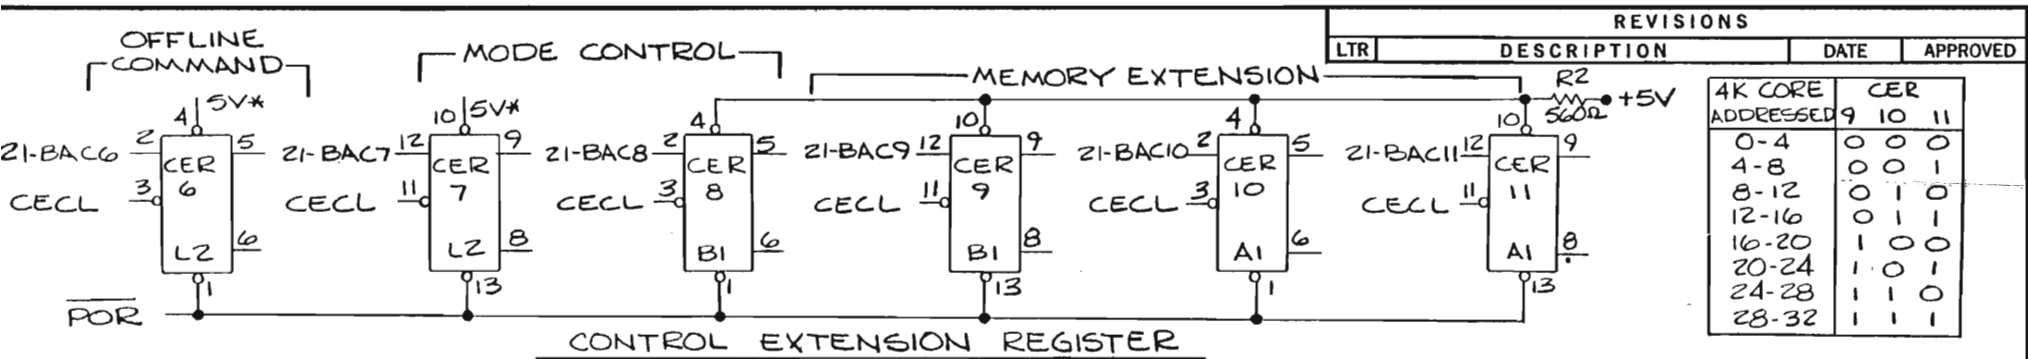 REVISIONS
LTR DESCRIPTION DATE APPROVED
OFFLINE
COMMAND
MODE CONTROL
MEMORY EXTENSION
R2
560Ω
+5V
4 5V*
2 5
21-BAC6
CER
6
3
CECL
6
L2
1
10 5V*
12 9
21-BAC7
CER
7
11
CECL
8
L2
13
4
2 5
21-BAC8
CER
8
3
CECL
6
B1
1
10
12 9
21-BAC9
CER
9
11
CECL
8
B1
13
4
2 5
21-BAC10
CER
10
3
CECL
6
A1
1
10
12 9
21-BAC11
CER
11
11
CECL
8
A1
13
POR
CONTROL EXTENSION REGISTER
4K CORE CER
ADDRESSED 9 10 11
0-4 0 0 0
4-8 0 0 1
8-12 0 1 0
12-16 0 1 1
16-20 1 0 0
20-24 1 0 1
24-28 1 1 0
28-32 1 1 1